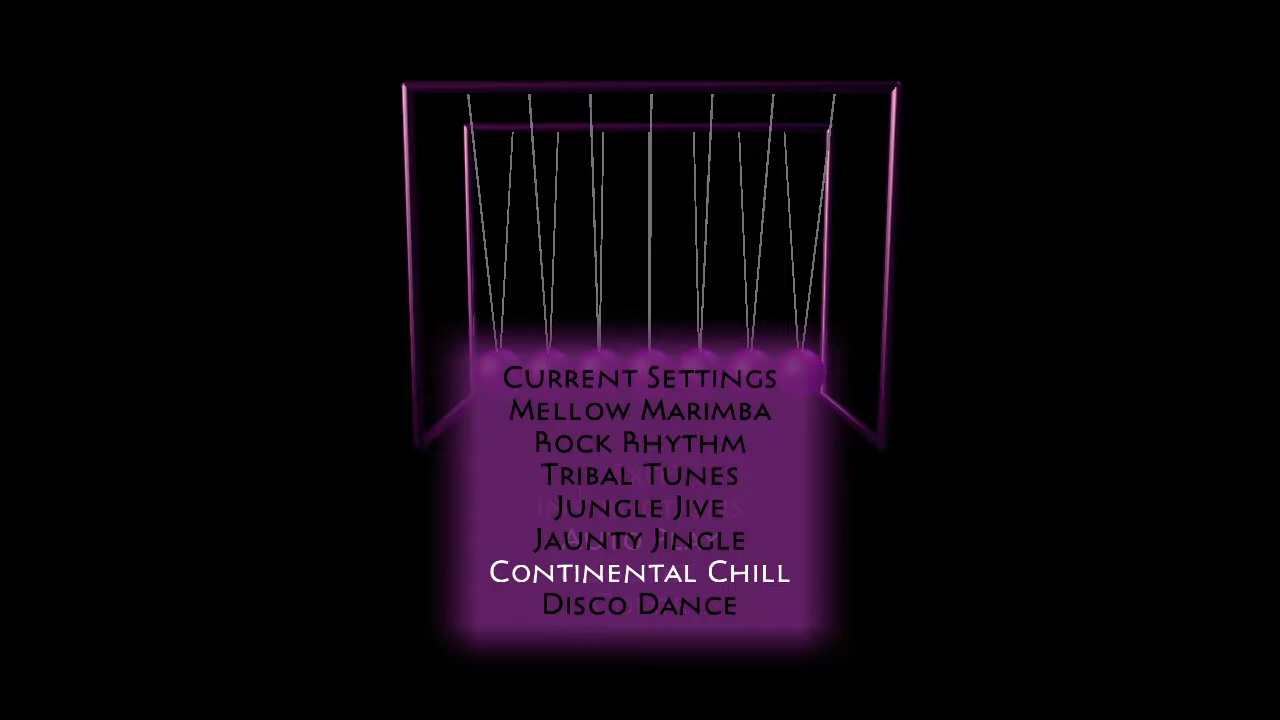 Current Settings
Mellow Marimba
Rock Rhythm
Tribal Tunes
Jungle Jive
Jaunty Jingle
Continental Chill
Disco Dance